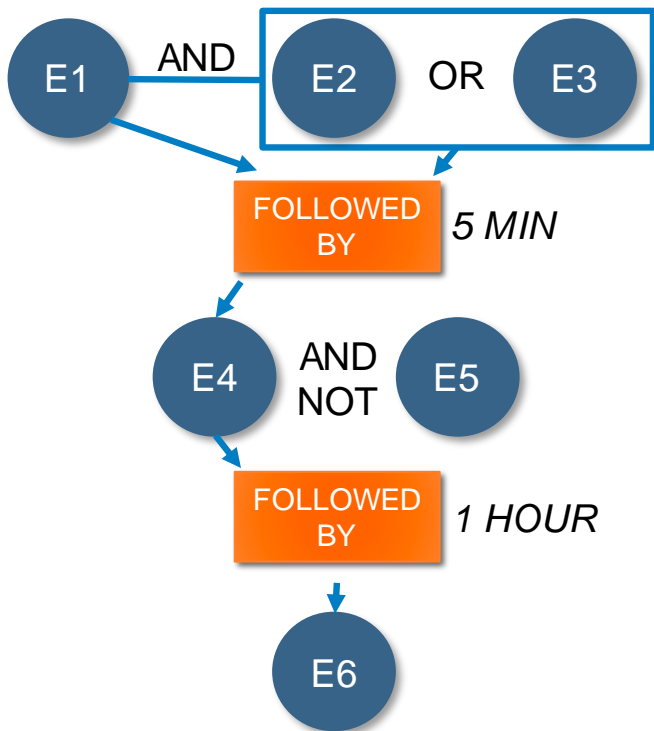 E1
AND
E2
OR
E3
FOLLOWED
BY
5 MIN
E4
AND
NOT
E5
FOLLOWED
BY
1 HOUR
E6